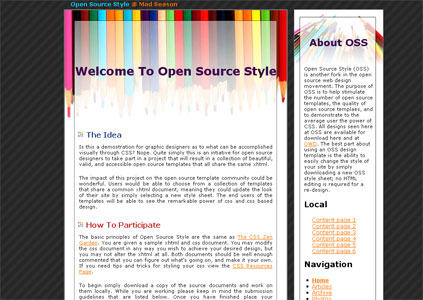 Open Source Style @ Mad Season
Welcome To Open Source Style
The Idea
Is this a demonstration for graphic designers as to what can be accomplished
visually through CSS? Nope. Quite simply this is an initiative for open source
designers to take part in a project that will result in a collection of beautiful,
valid, and accessible open source templates that all share the same xhtml.
The impact of this project on the open source template community could be
wonderful. Users would be able to choose from a collection of templates
that share a common xhtml document, meaning they could update the look
of their site by simply selecting a new style sheet. The end users of the
templates will be able to see the remarkable power of css and css based
design.
How To Participate
The basic principles of Open Source Style are the same as The CSS Zen
Garden. You are given a sample xhtml and css document. You may modify
the css document in any way you wish to achieve your desired design, but
you may not alter the xhtml at all. Both documents should be well enough
commented that you can figure out what's going on, and make it your own.
If you need tips and tricks for styling your css view the CSS Resources
Page.
To begin simply download a copy of the source documents and work on
them locally. While you are working please keep in mind the submission
guidelines that are listed below. Once you have finished place your
About OSS
Open Source Style (OSS)
is another fork in the open
source web design
movement. The purpose of
OSS is to help stimulate
the number of open source
templates, the quality of
open source templaes, and
to demonstrate to the
average user the power of
CSS. All designs seen here
at OSS are available for
download here and at
OWD. The best part about
using an OSS design
template is the ability to
easily change the style of
your site by simply
downloading a new OSS
style sheet; no HTML
editing is required for a
re-design.
Local
Content page 1
Content page 2
Content page 3
Content page 4
Content page 5
Content page 6
Navigation
Home
Articles
Archive
Photos